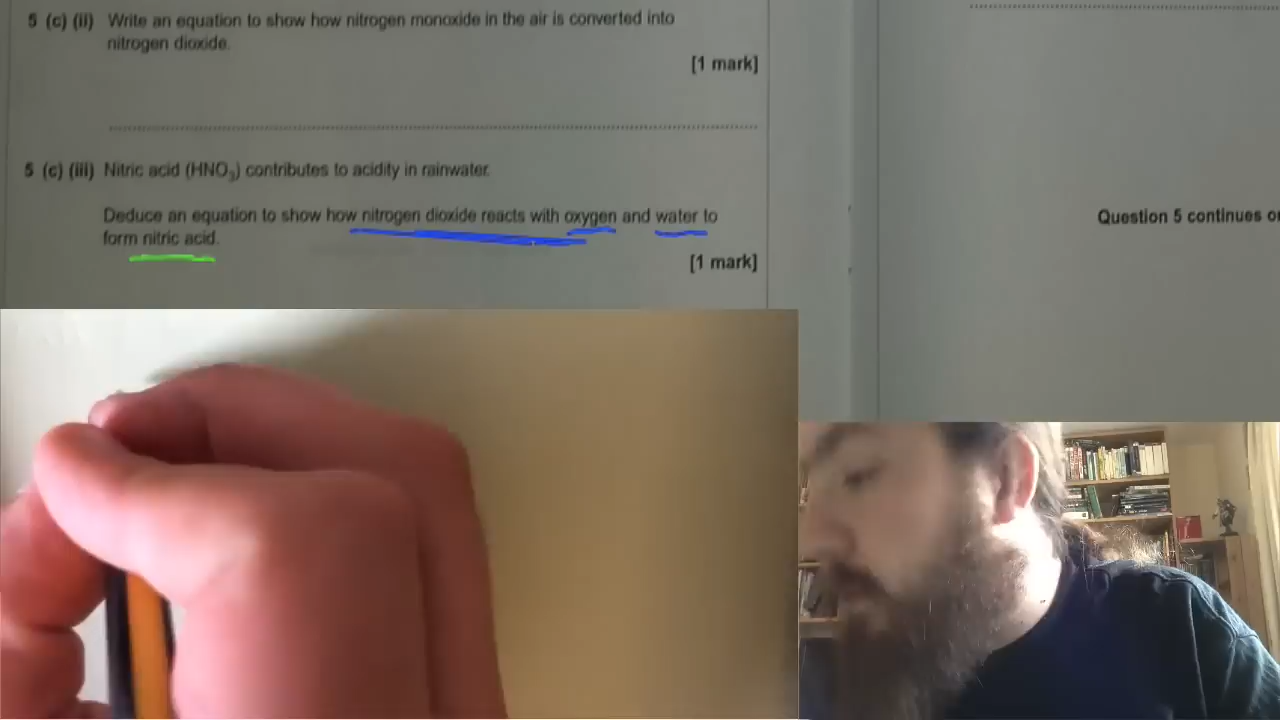 5 (c) (ii) Write an equation to show how nitrogen monoxide in the air is converted into
nitrogen dioxide.
[1 mark]
5 (c) (iii) Nitric acid (HNO₃) contributes to acidity in rainwater.
Deduce an equation to show how nitrogen dioxide reacts with oxygen and water to
form nitric acid.
[1 mark]
Question 5 continues o